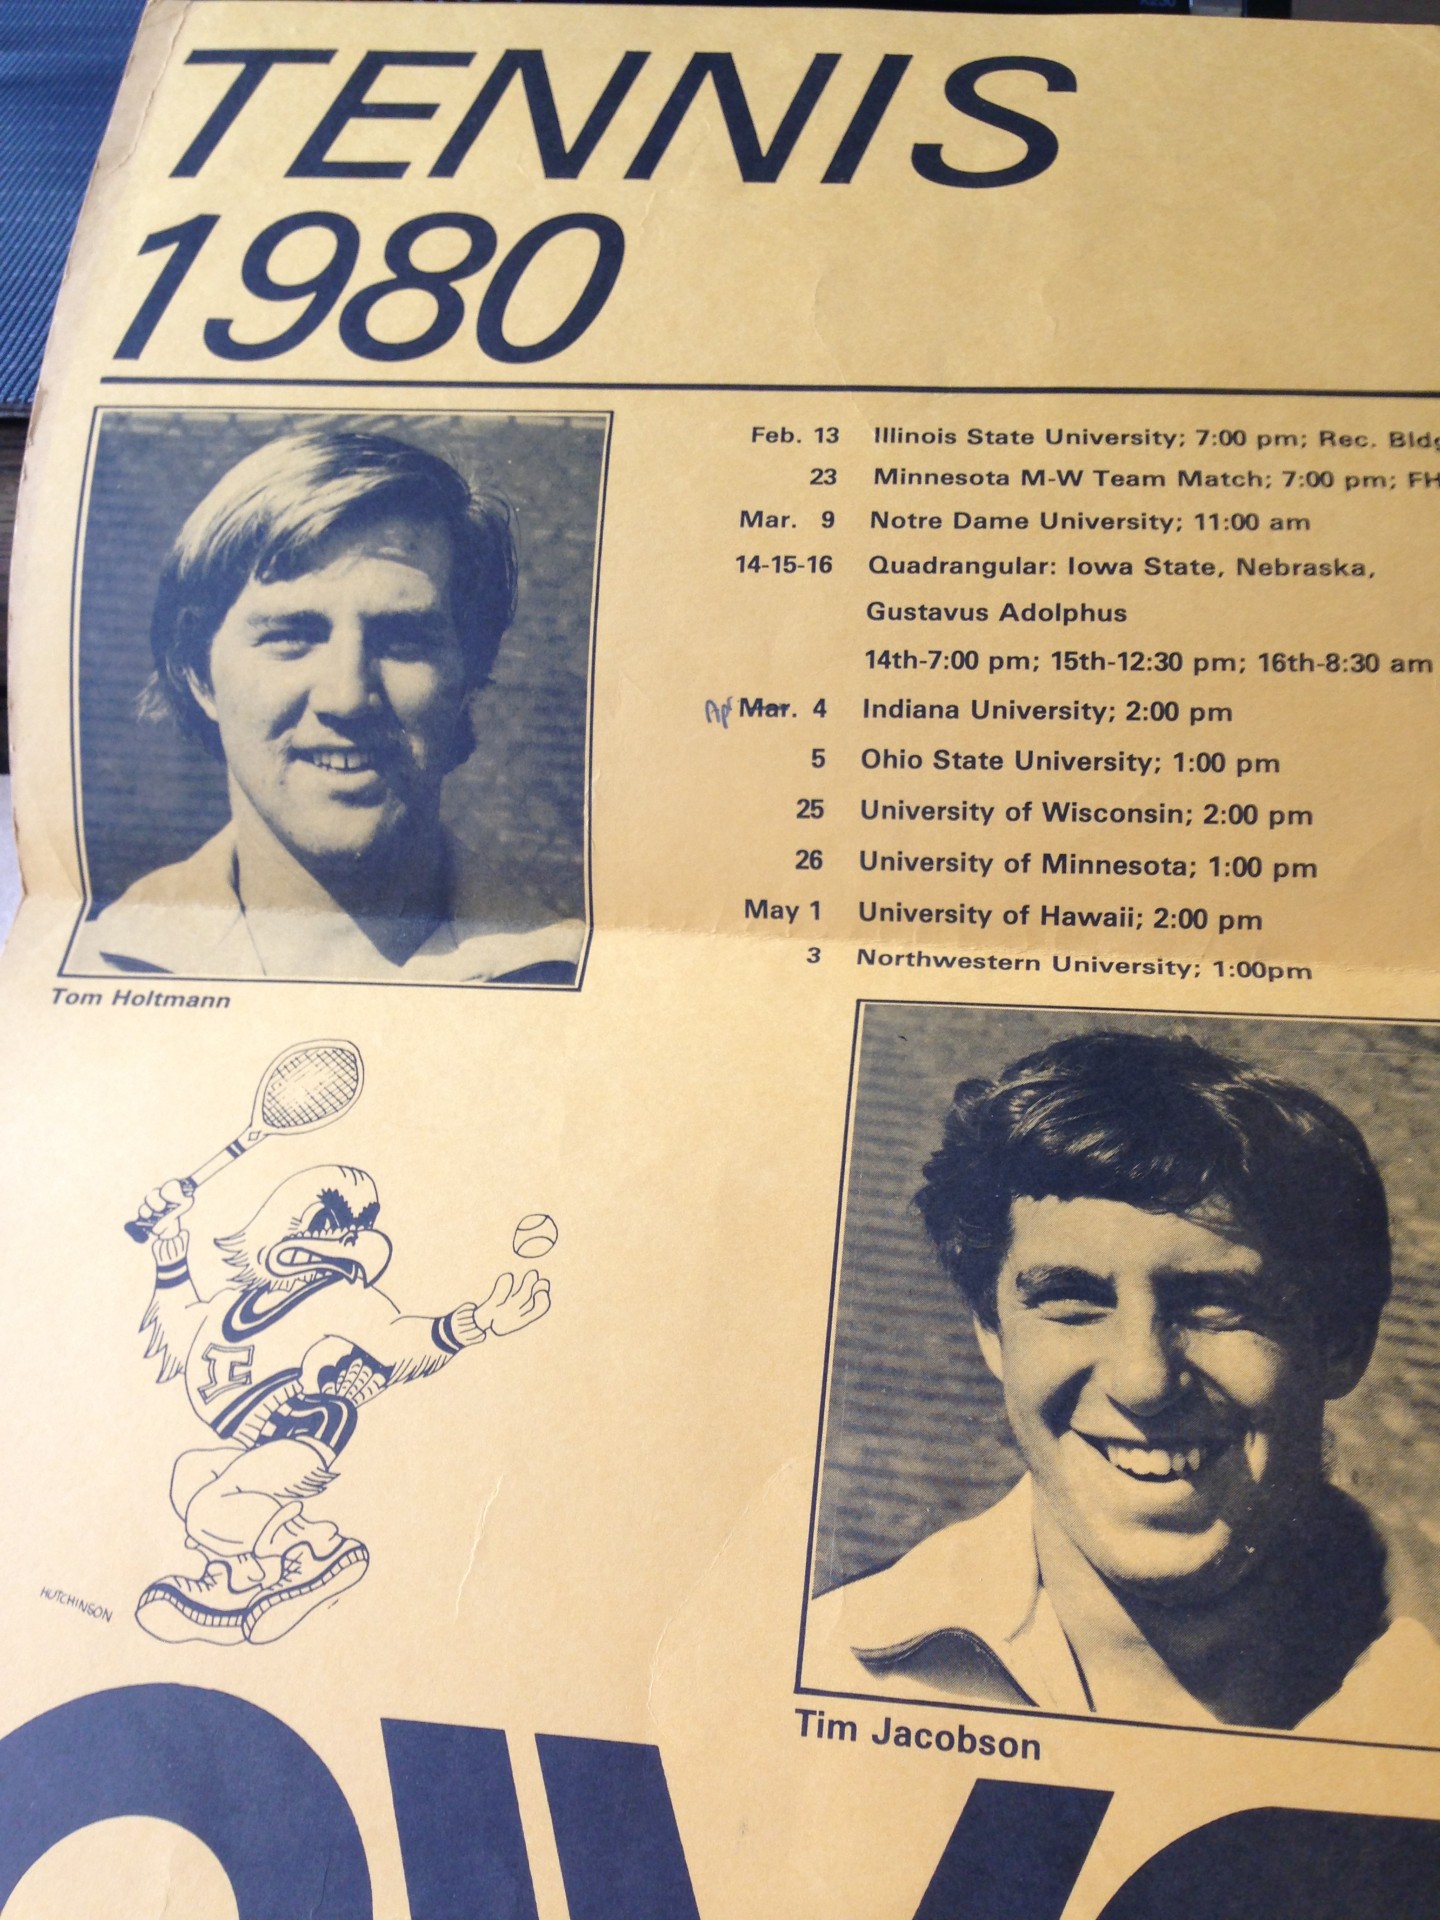 TENNIS
1980
Feb. 13 Illinois State University; 7:00 pm; Rec. Bldg
23 Minnesota M-W Team Match; 7:00 pm; FH
Mar. 9 Notre Dame University; 11:00 am
14-15-16 Quadrangular: Iowa State, Nebraska,
Gustavus Adolphus
14th-7:00 pm; 15th-12:30 pm; 16th-8:30 am
Apr Mar. 4 Indiana University; 2:00 pm
5 Ohio State University; 1:00 pm
25 University of Wisconsin; 2:00 pm
26 University of Minnesota; 1:00 pm
May 1 University of Hawaii; 2:00 pm
3 Northwestern University; 1:00pm
Tom Holtmann
I
HUTCHINSON
Tim Jacobson